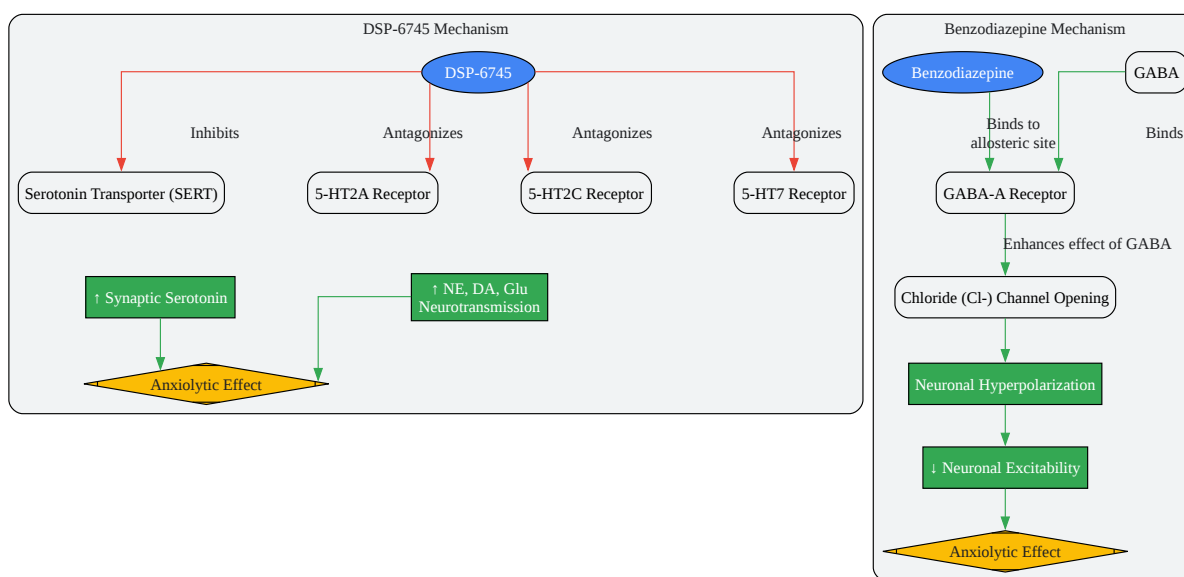 DSP-6745 Mechanism
DSP-6745
Inhibits
Antagonizes
Antagonizes
Antagonizes
Serotonin Transporter (SERT)
5-HT2A Receptor
5-HT2C Receptor
5-HT7 Receptor
↑ Synaptic Serotonin
↑ NE, DA, Glu
Neurotransmission
Anxiolytic Effect
Benzodiazepine Mechanism
Benzodiazepine
GABA
Binds to
allosteric site
Binds
GABA-A Receptor
Enhances effect of GABA
Chloride (Cl-) Channel Opening
Neuronal Hyperpolarization
↓ Neuronal Excitability
Anxiolytic Effect